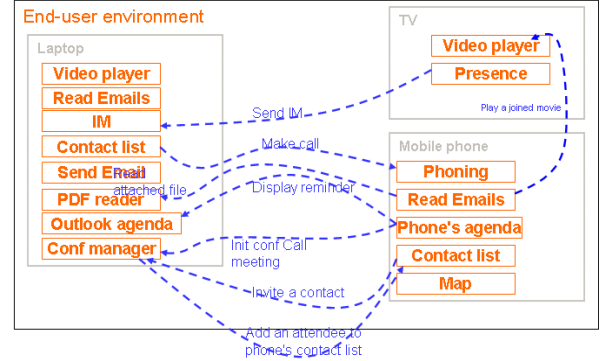 End-user environment
Laptop
Video player
Read Emails
IM
Contact list
Send Email
Read
attached file
PDF reader
Outlook agenda
Conf manager
Send IM
Make call
Display reminder
Init conf Call
meeting
Invite a contact
Add an attendee to
phone's contact list
TV
Video player
Presence
Play a joined movie
Mobile phone
Phoning
Read Emails
Phone's agenda
Contact list
Map